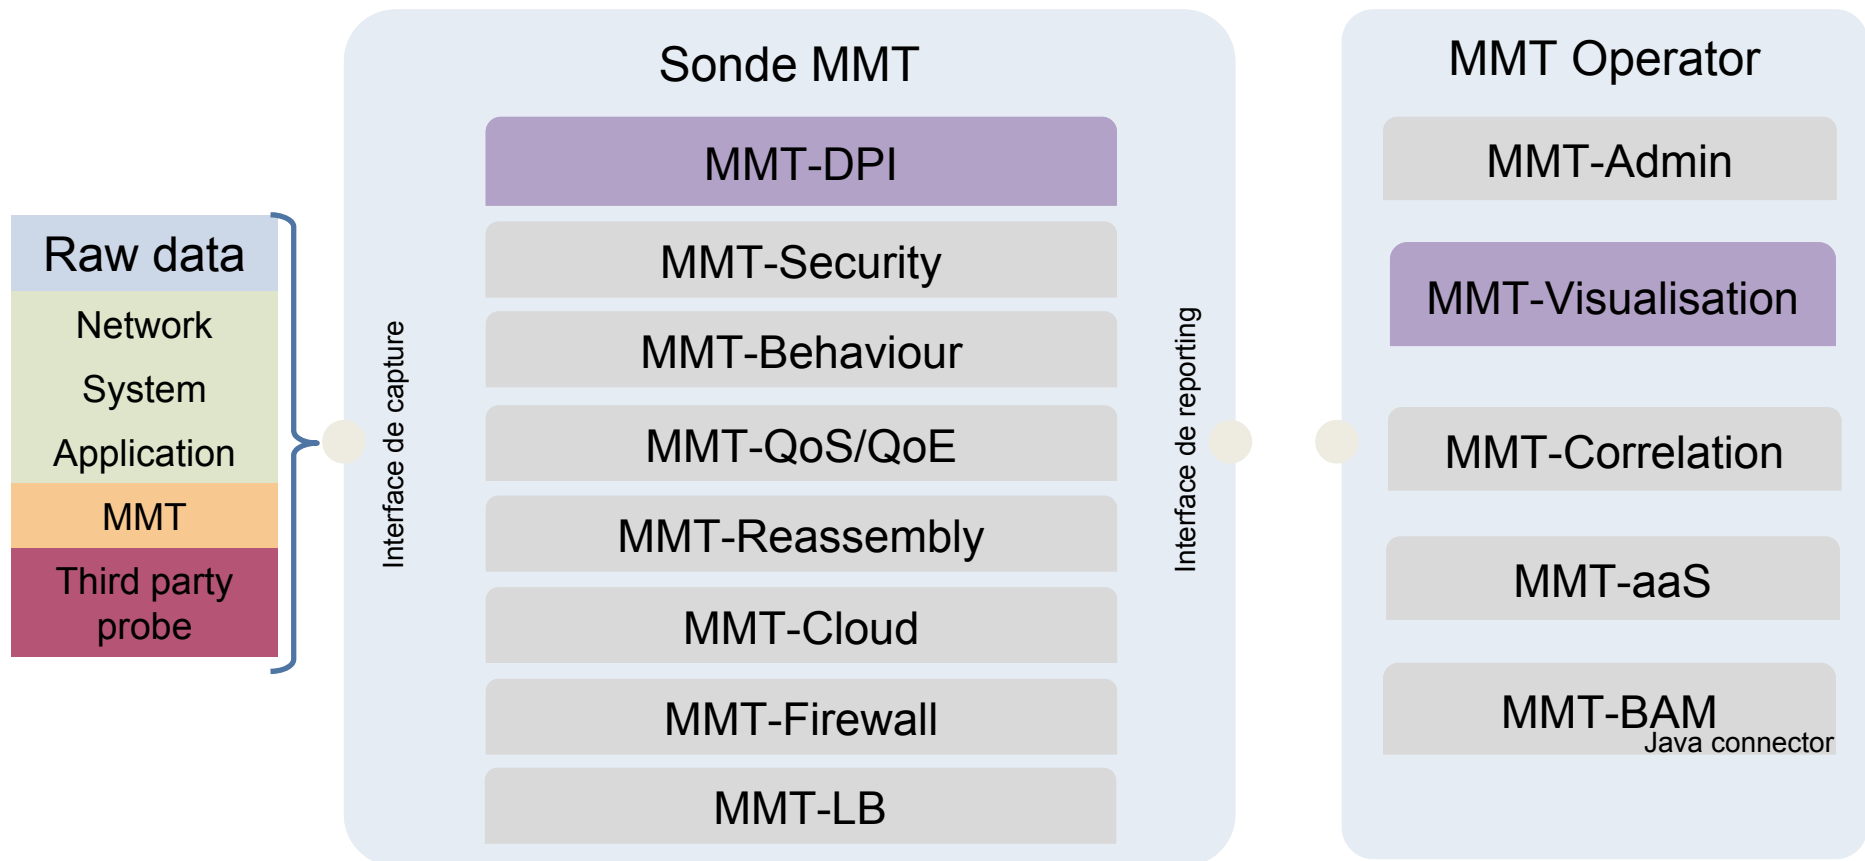 Raw data
Network
System
Application
MMT
Third party
probe
Sonde MMT
Interface de capture
MMT-DPI
MMT-Security
MMT-Behaviour
MMT-QoS/QoE
MMT-Reassembly
MMT-Cloud
MMT-Firewall
MMT-LB
Interface de reporting
MMT Operator
MMT-Admin
MMT-Visualisation
MMT-Correlation
MMT-aaS
MMT-BAM
Java connector